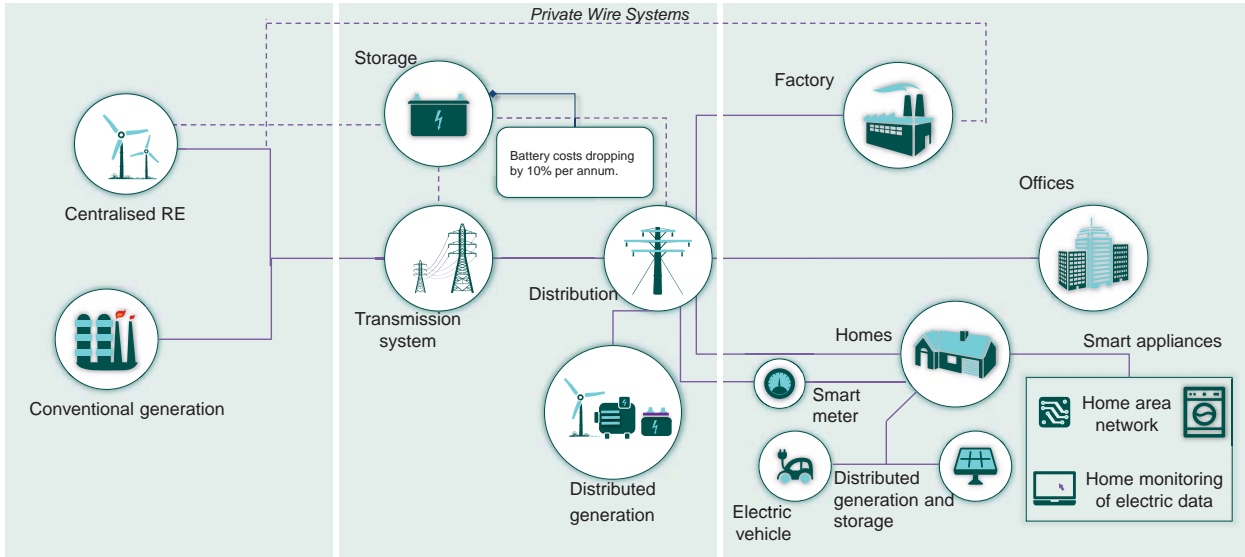 Private Wire Systems
Storage
Factory
Battery costs dropping
by 10% per annum.
Centralised RE
Offices
Distribution
Transmission
system
Homes
Smart appliances
Conventional generation
Smart
meter
Home area
network
Distributed
generation
Electric
vehicle
Distributed
generation and
storage
Home monitoring
of electric data